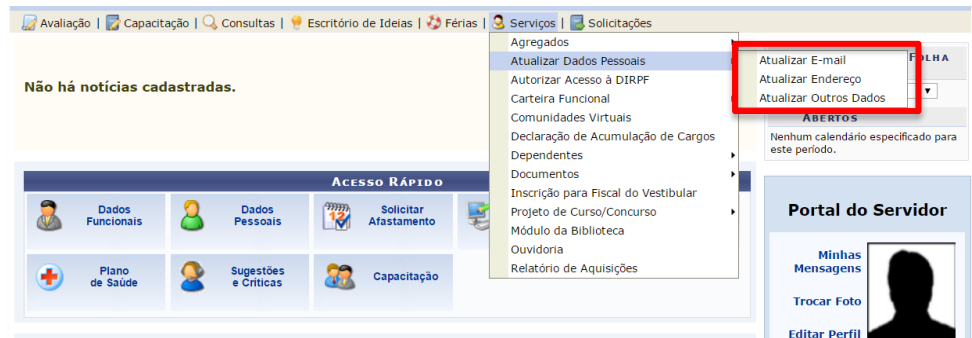 Avaliação | Capacitação | Consultas | Escritório de Ideias | Férias | Serviços | Solicitações
Não há notícias cadastradas.
Agregados
Atualizar Dados Pessoais
Autorizar Acesso à DIRPF
Carteira Funcional
Comunidades Virtuais
Declaração de Acumulação de Cargos
Dependentes
Documentos
Inscrição para Fiscal do Vestibular
Projeto de Curso/Concurso
Módulo da Biblioteca
Ouvidoria
Relatório de Aquisições
Atualizar E-mail
Atualizar Endereço
Atualizar Outros Dados
Abertos
Nenhum calendário especificado para
este período.
Acesso Rápido
Dados
Funcionais
Dados
Pessoais
Solicitar
Afastamento
Plano
de Saúde
Sugestões
e Críticas
Capacitação
Portal do Servidor
Minhas
Mensagens
Trocar Foto
Editar Perfil